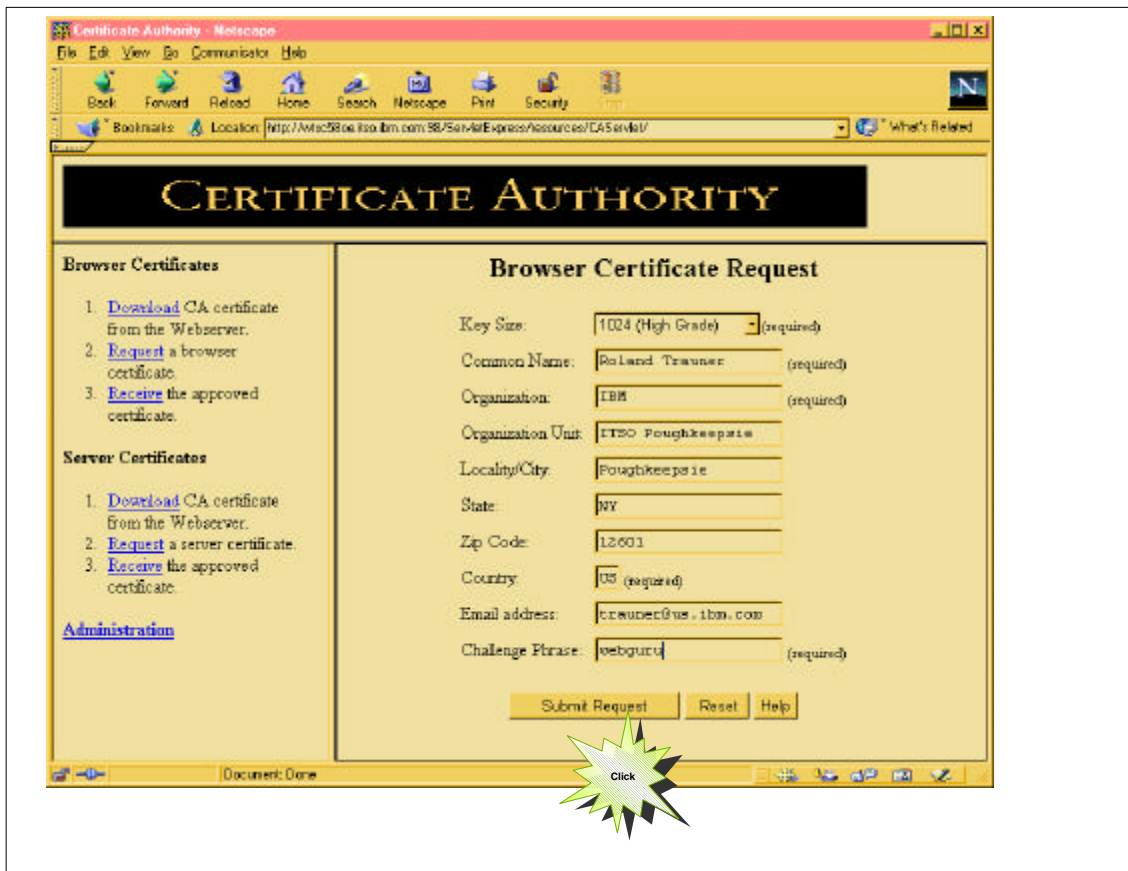 Certificate Authority - Netscape
File Edit View Go Communicator Help
Back Forward Reload Home Search Netscape Print Security Stop
Bookmarks Location: http://wtsc58oe.itso.ibm.com:98/ServletExpress/resources/CAServlet/ What's Related
CERTIFICATE AUTHORITY
Browser Certificates
1. Download CA certificate
from the Webserver.
2. Request a browser
certificate.
3. Receive the approved
certificate.
Server Certificates
1. Download CA certificate
from the Webserver.
2. Request a server certificate.
3. Receive the approved
certificate.
Administration
Browser Certificate Request
Key Size: 1024 (High Grade) (required)
Common Name: Roland Trauner (required)
Organization: IBM (required)
Organization Unit: ITSO Poughkeepsie
Locality/City: Poughkeepsie
State: NY
Zip Code: 12601
Country: US (required)
Email address: trauner@us.ibm.com
Challenge Phrase: webguru (required)
Submit Request Reset Help
Click
Document: Done